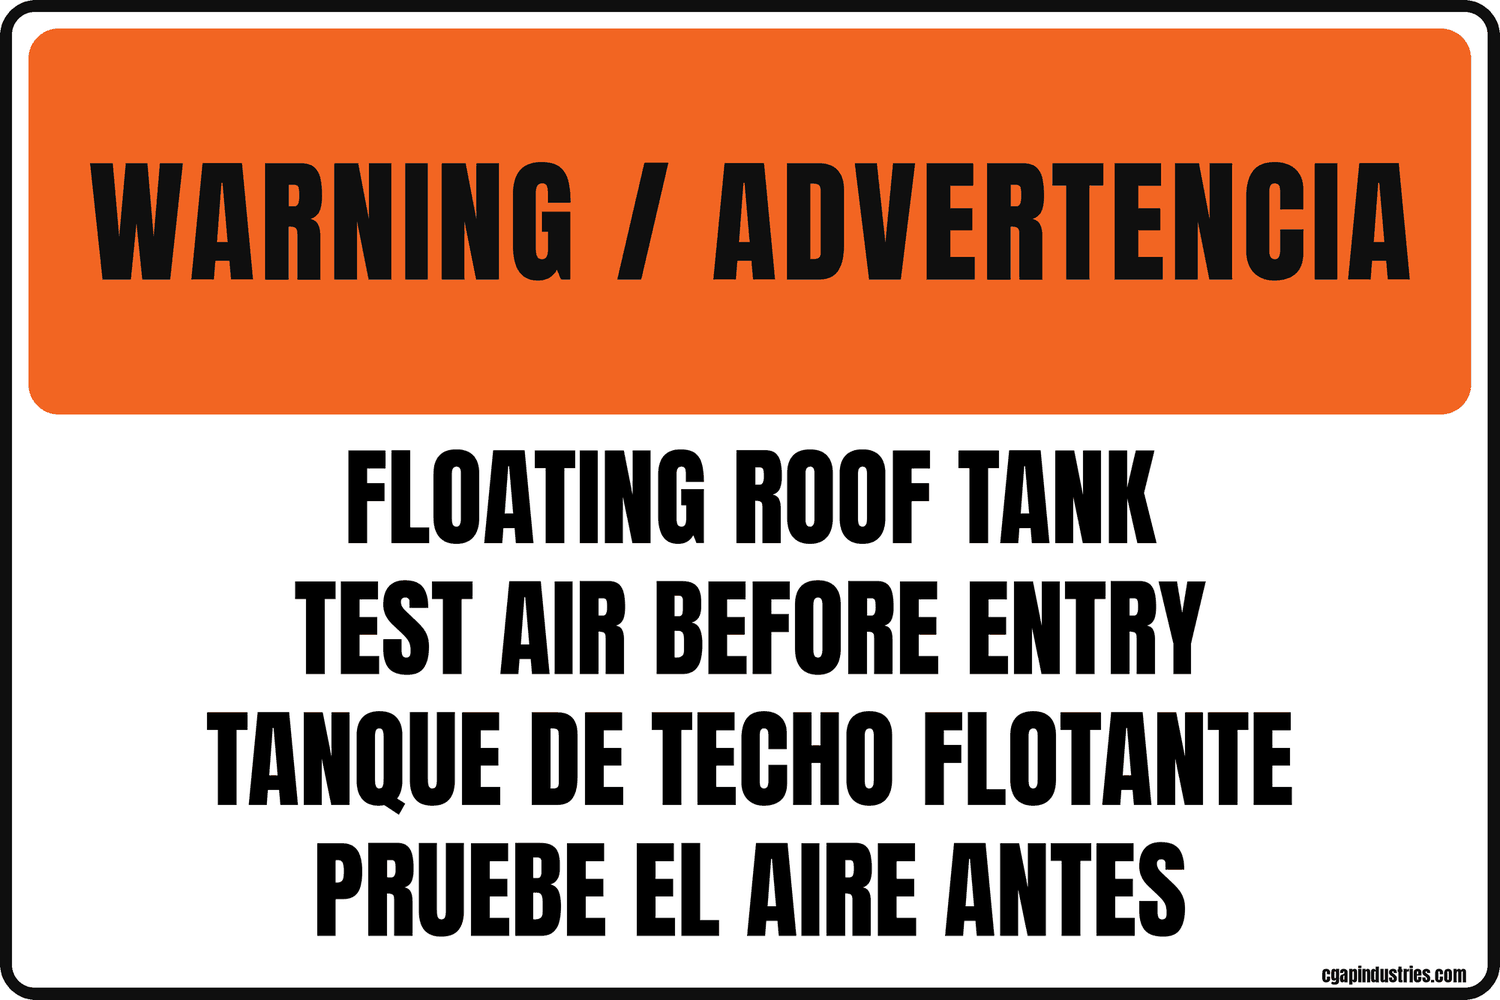 WARNING / ADVERTENCIA
FLOATING ROOF TANK
TEST AIR BEFORE ENTRY
TANQUE DE TECHO FLOTANTE
PRUEBE EL AIRE ANTES
cgapindustries.com